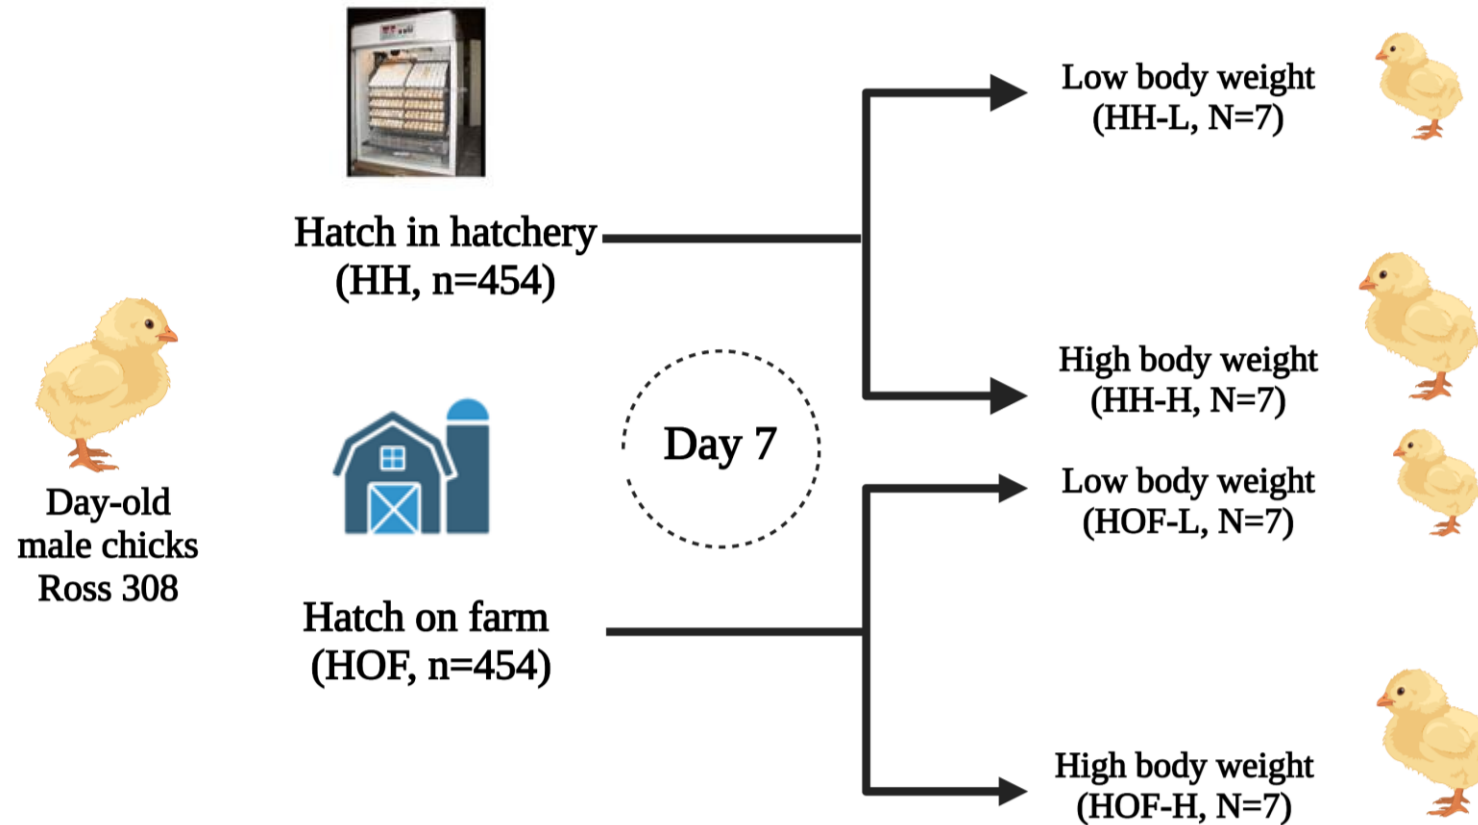 Day-old
male chicks
Ross 308
Hatch in hatchery
(HH, n=454)
Day 7
Hatch on farm
(HOF, n=454)
Low body weight
(HH-L, N=7)
High body weight
(HH-H, N=7)
Low body weight
(HOF-L, N=7)
High body weight
(HOF-H, N=7)